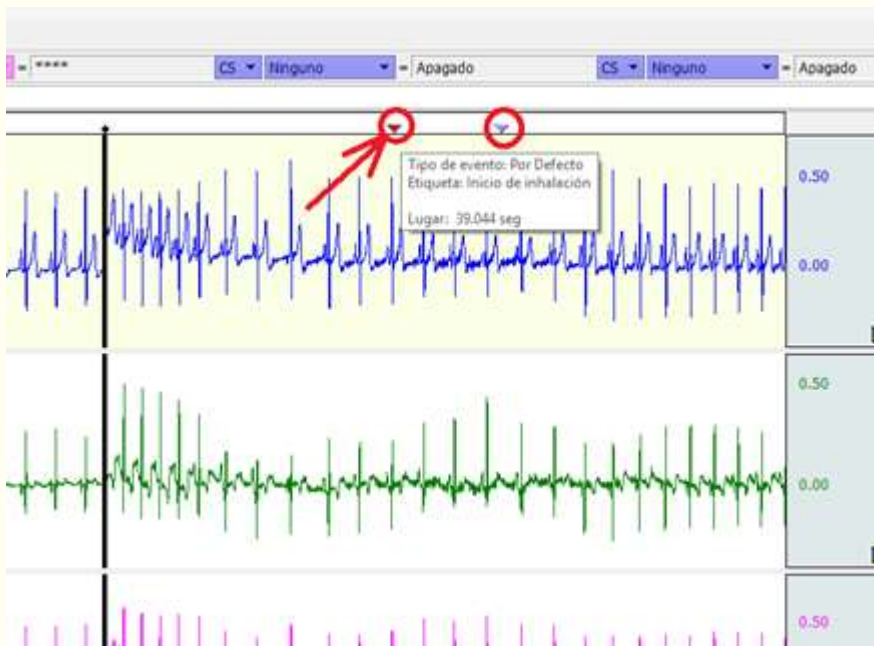 = **** CS Ninguno = Apagado CS Ninguno = Apagado
Tipo de evento: Por Defecto
Etiqueta: Inicio de inhalación
Lugar: 39.044 seg
0.50
0.00
0.50
0.00
0.50